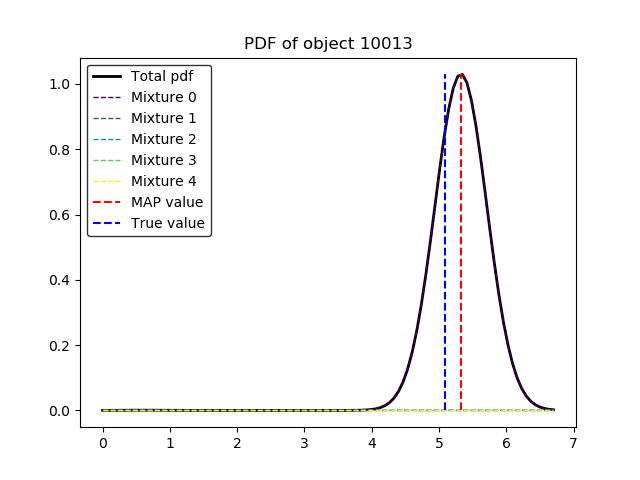 PDF of object 10013
Total pdf
Mixture 0
Mixture 1
Mixture 2
Mixture 3
Mixture 4
MAP value
True value
1.0
0.8
0.6
0.4
0.2
0.0
0 1 2 3 4 5 6 7